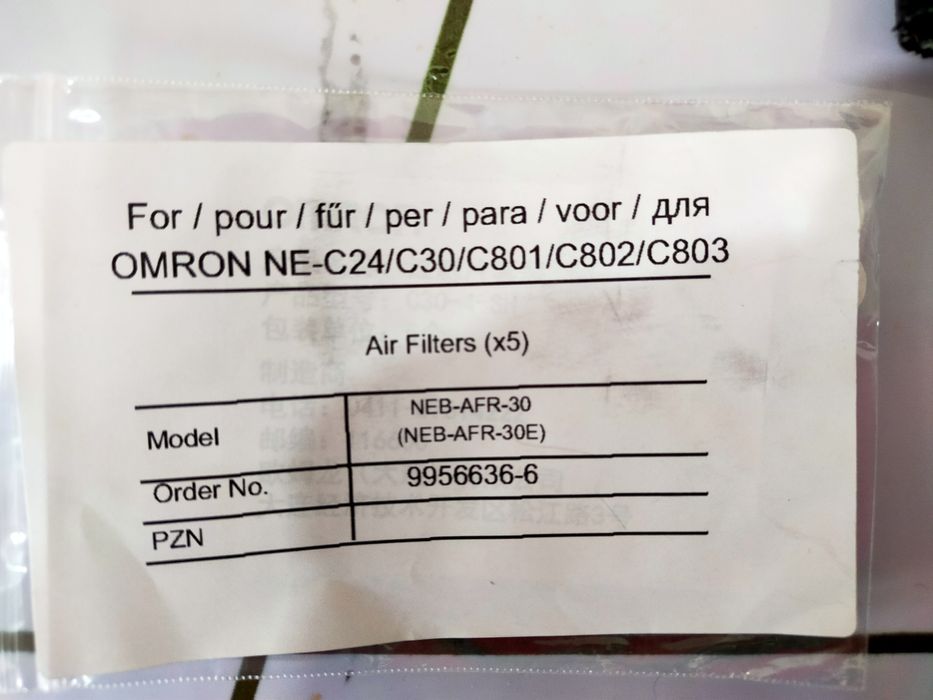 For / pour / fűr / per / para / voor / для
OMRON NE-C24/C30/C801/C802/C803
Air Filters (x5)
Model NEB-AFR-30
(NEB-AFR-30E)
Order No. 9956636-6
PZN